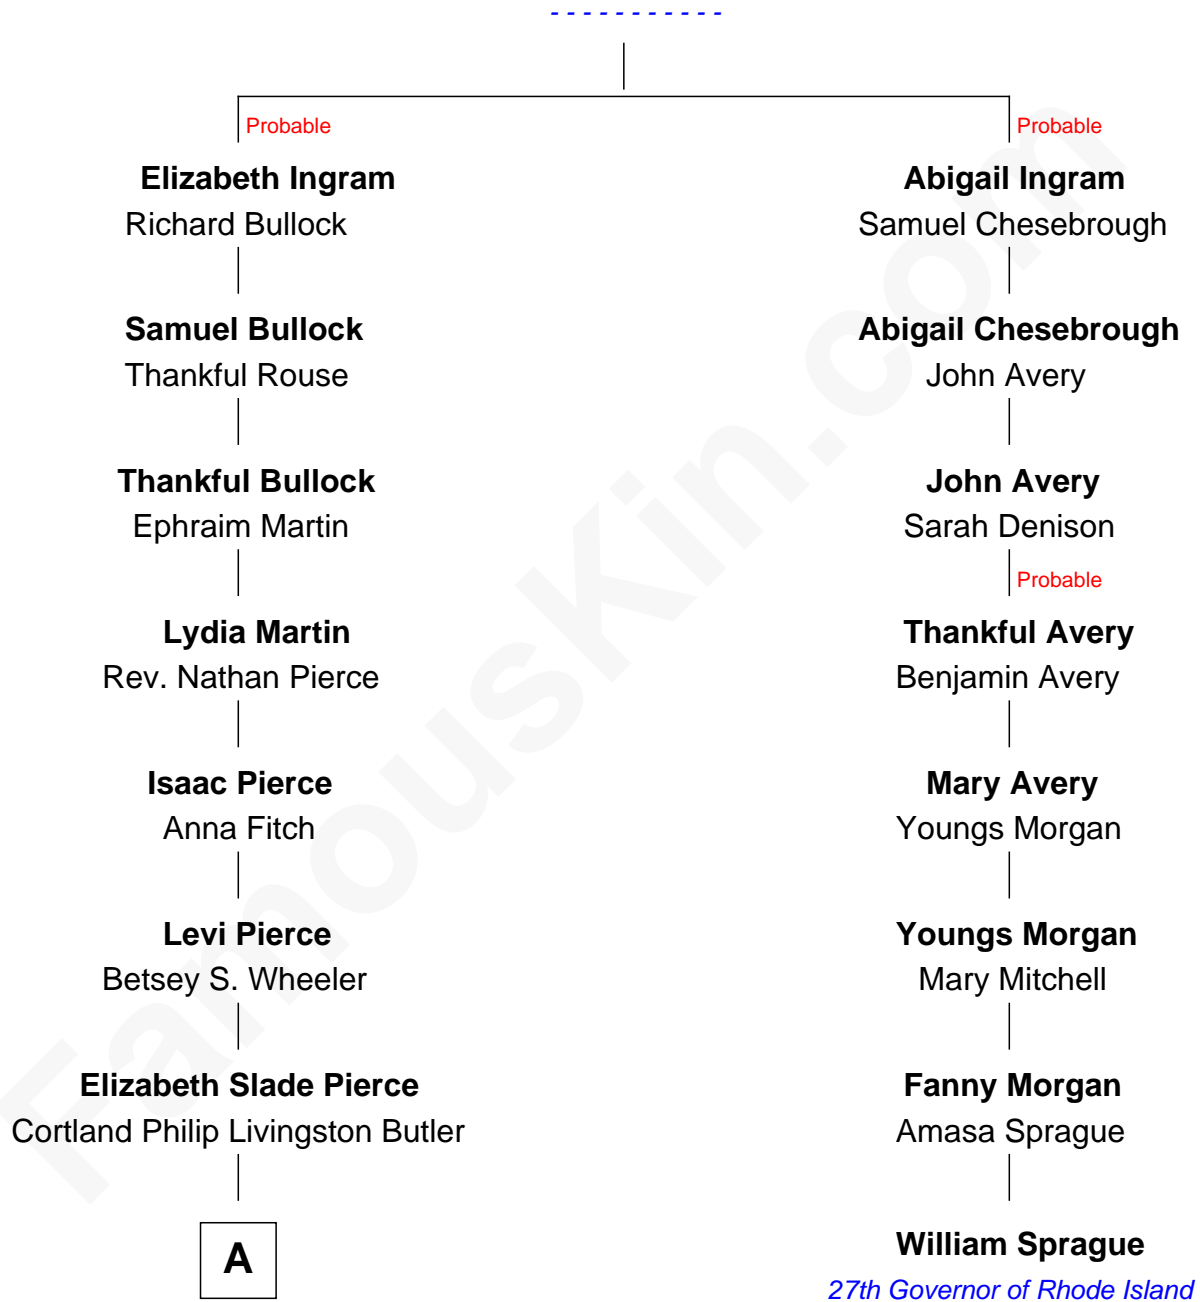 - - - - - - - - - - -
Probable Probable
Elizabeth Ingram Abigail Ingram
Richard Bullock Samuel Chesebrough
Samuel Bullock Abigail Chesebrough
Thankful Rouse John Avery
Thankful Bullock John Avery
Ephraim Martin Sarah Denison
Probable
Lydia Martin Thankful Avery
Rev. Nathan Pierce Benjamin Avery
Isaac Pierce Mary Avery
Anna Fitch Youngs Morgan
Levi Pierce Youngs Morgan
Betsey S. Wheeler Mary Mitchell
Elizabeth Slade Pierce Fanny Morgan
Cortland Philip Livingston Butler Amasa Sprague
A William Sprague
27th Governor of Rhode Island
FamousKin.com